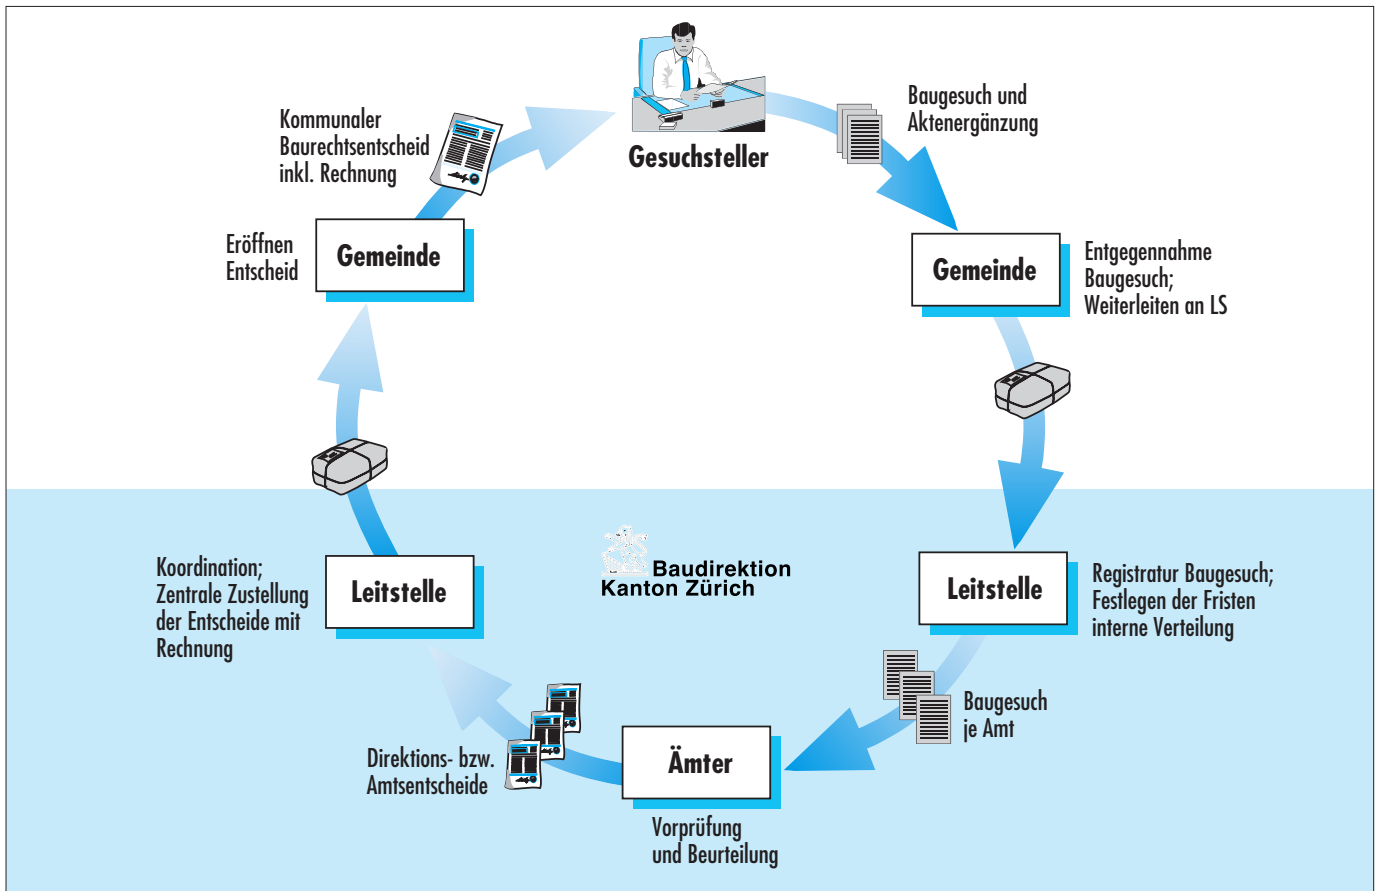 Gesuchsteller
Baugesuch und
Aktenergänzung
Gemeinde
Entgegennahme
Baugesuch;
Weiterleiten an LS
Leitstelle
Registratur Baugesuch;
Festlegen der Fristen
interne Verteilung
Baugesuch
je Amt
Ämter
Vorprüfung
und Beurteilung
Direktions- bzw.
Amtsentscheide
Leitstelle
Koordination;
Zentrale Zustellung
der Entscheide mit
Rechnung
Gemeinde
Eröffnen
Entscheid
Kommunaler
Baurechtsentscheid
inkl. Rechnung
Baudirektion
Kanton Zürich